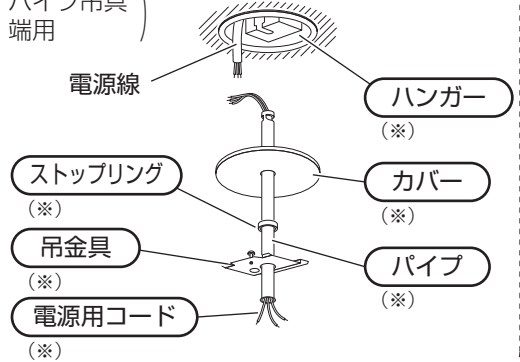 パイプ吊具
端用
電源線
ハンガー
(※)
ストップリング
(※)
カバー
(※)
吊金具
(※)
パイプ
(※)
電源用コード
(※)